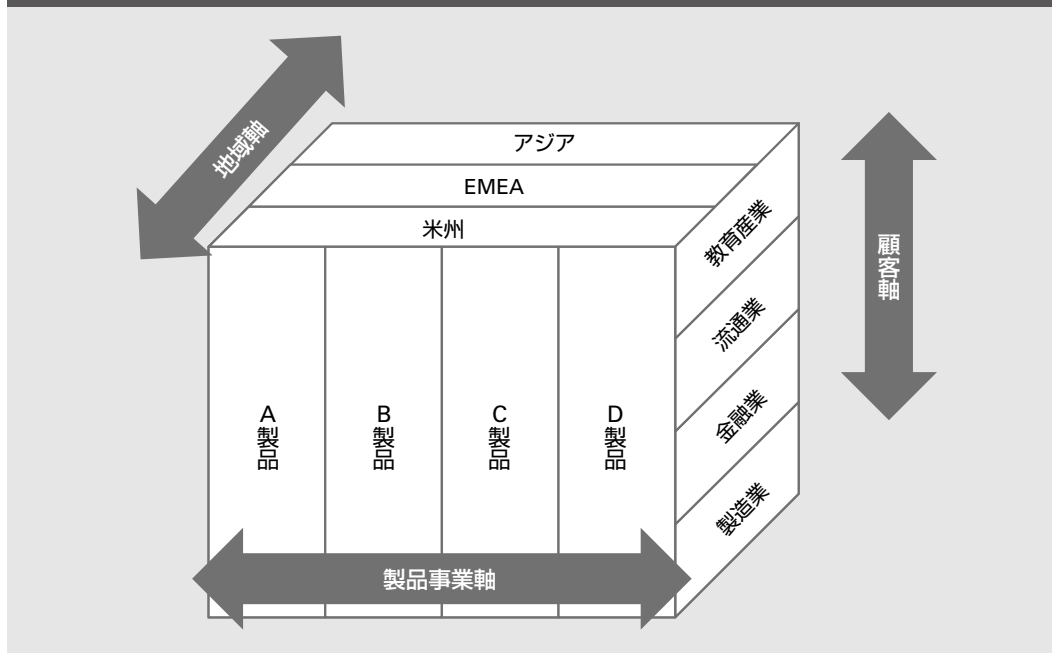 地域軸
アジア
EMEA
米州
教育産業
流通業
金融業
製造業
顧客軸
A製品
B製品
C製品
D製品
製品事業軸